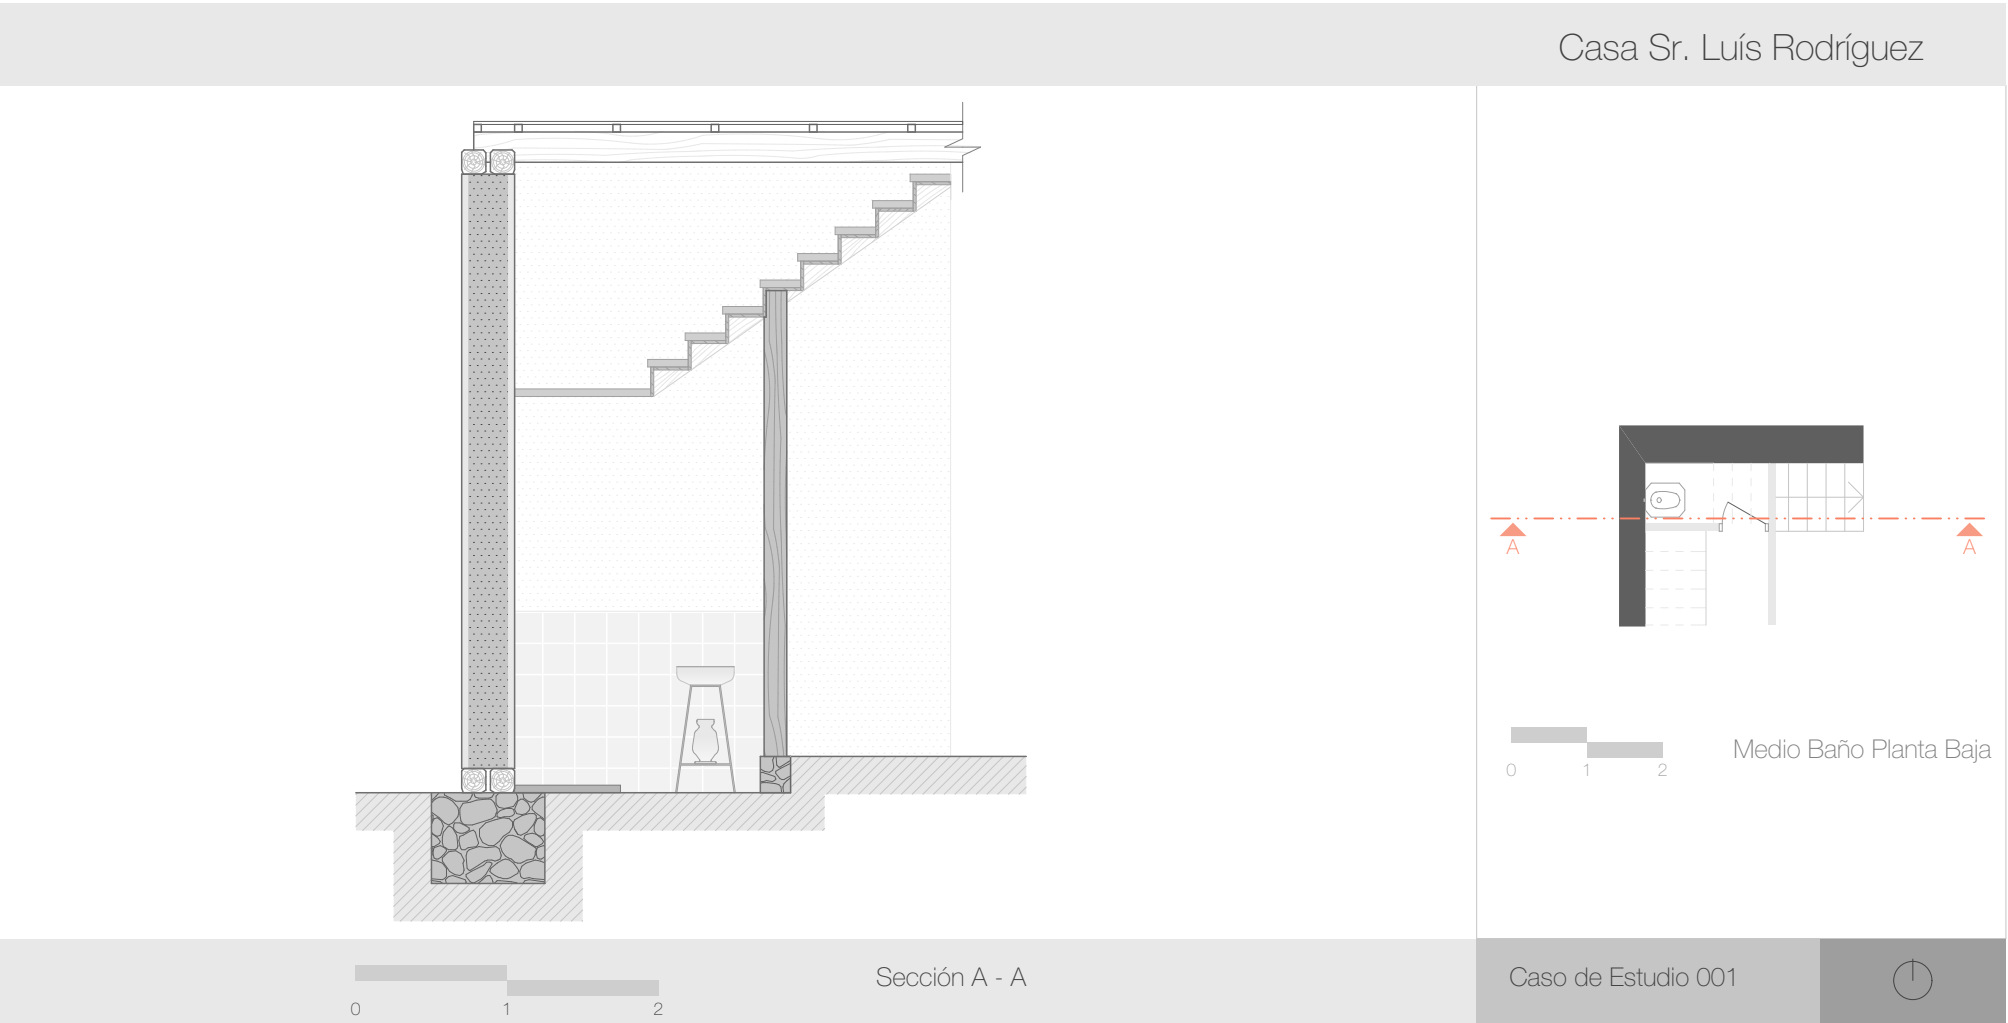 Casa Sr. Luís Rodríguez
A A
0 1 2
Medio Baño Planta Baja
0 1 2
Sección A - A
Caso de Estudio 001